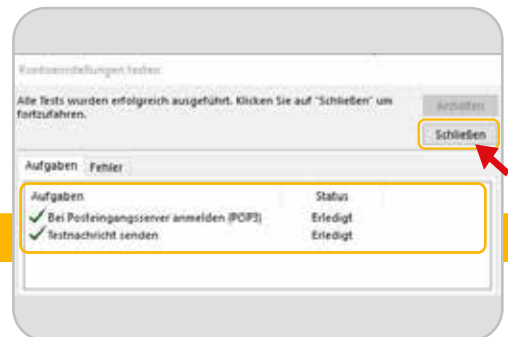 Kontoeinstellungen testen
Alle Tests wurden erfolgreich ausgeführt. Klicken Sie auf "Schließen" um
fortzufahren.
Anhalten
Schließen
Aufgaben Fehler
Aufgaben Status
Bei Posteingangsserver anmelden (POP3) Erledigt
Testnachricht senden Erledigt